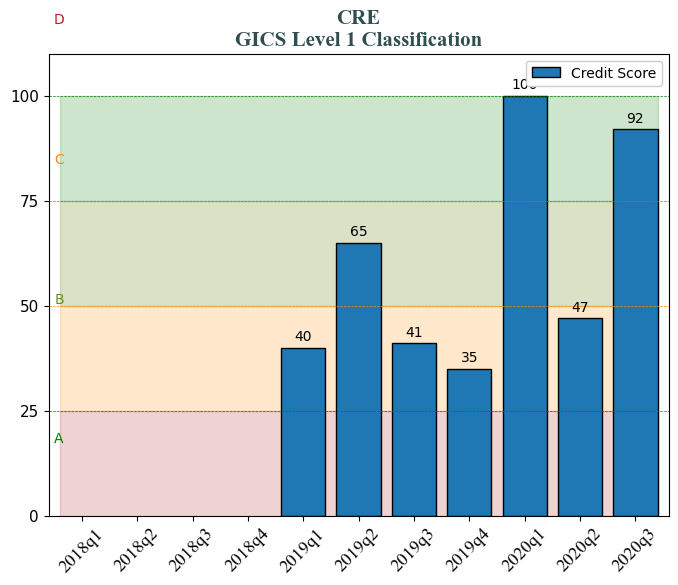 D
CRE
GICS Level 1 Classification
Credit Score
100
100
92
C
75
65
B
50
47
40
41
35
25
A
0
2018q1
2018q2
2018q3
2018q4
2019q1
2019q2
2019q3
2019q4
2020q1
2020q2
2020q3